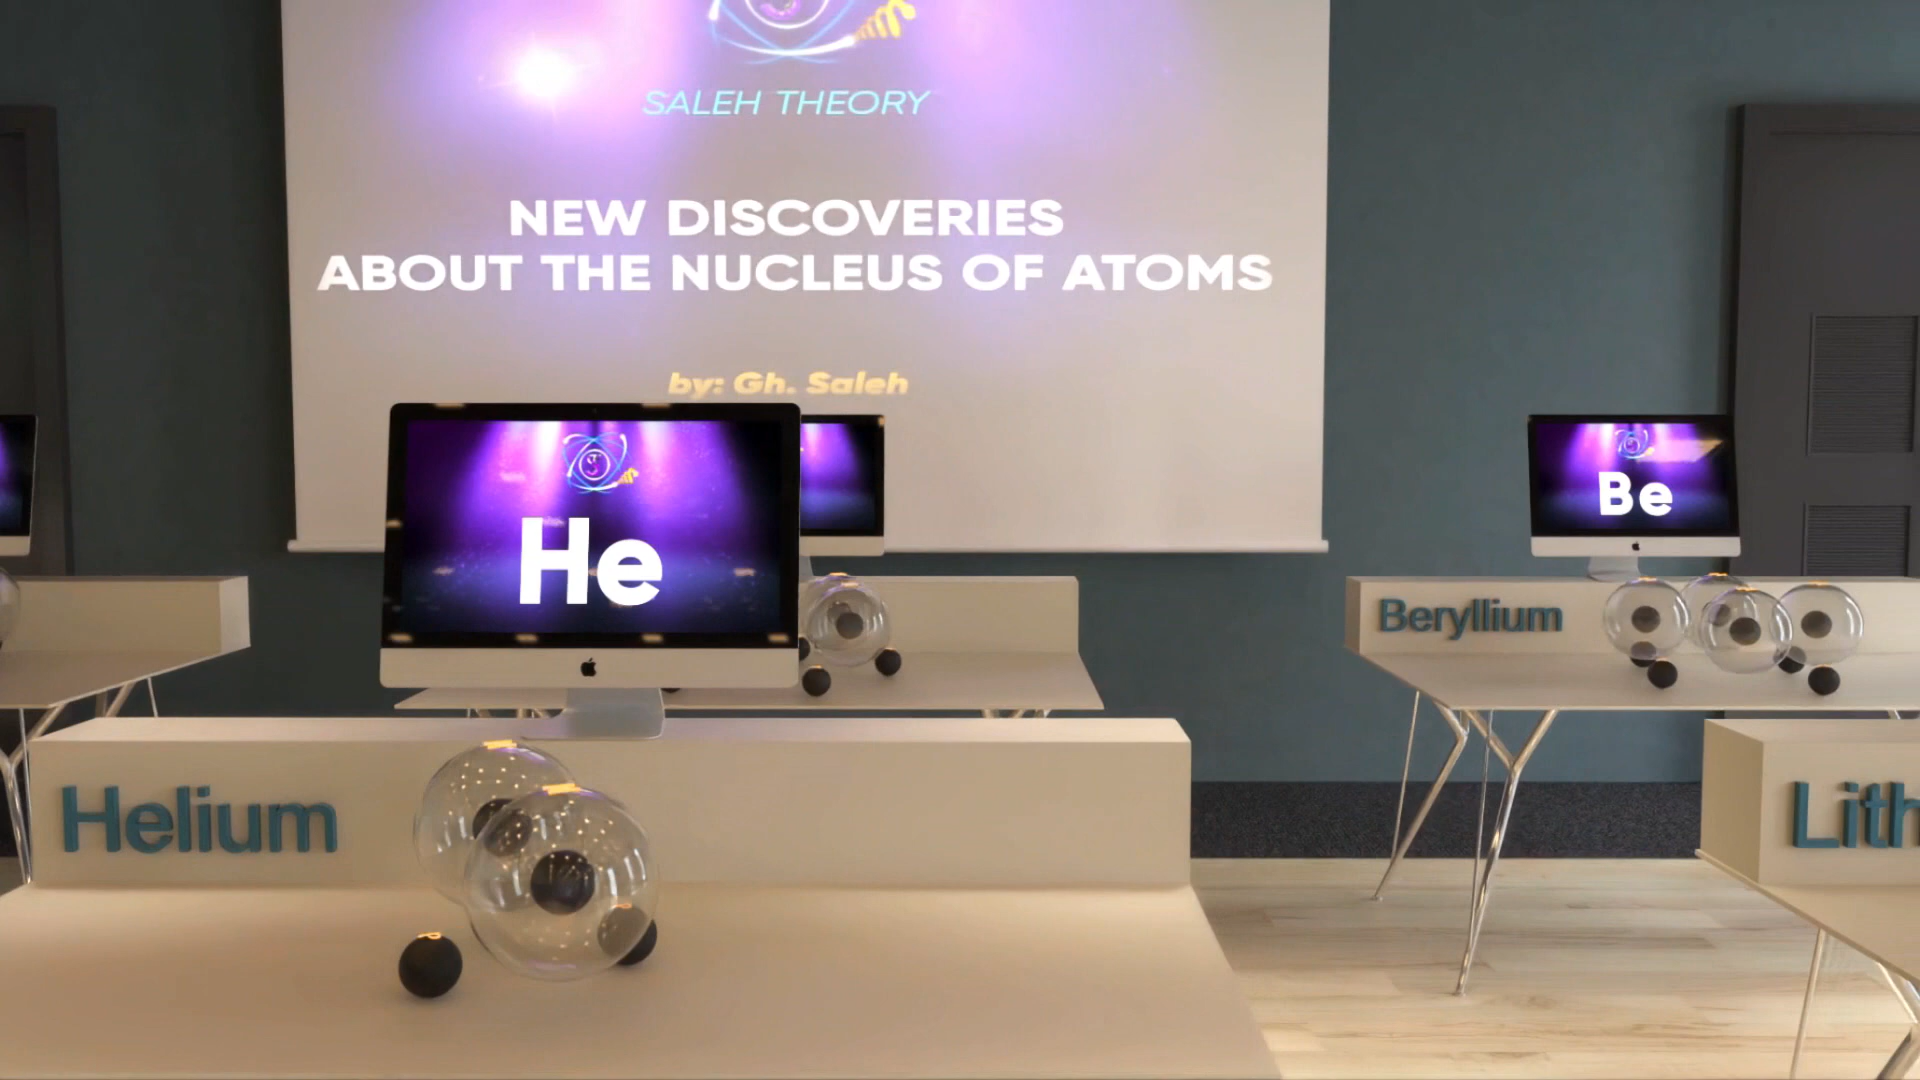 SALEH THEORY
NEW DISCOVERIES
ABOUT THE NUCLEUS OF ATOMS
by: Gh. Saleh
He
Be
Beryllium
Helium
Lith
P